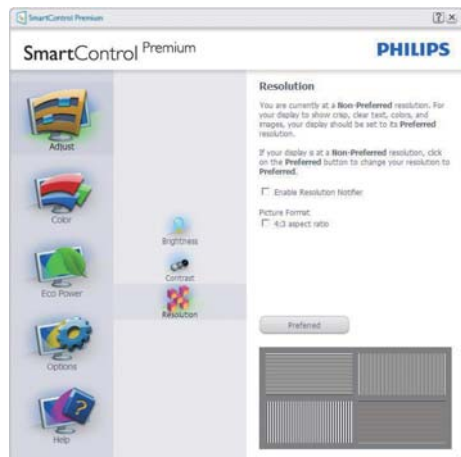 SmartControl Premium
SmartControl Premium
PHILIPS
Adjust
Color
Eco Power
Options
Help
Brightness
Contrast
Resolution
Resolution
You are currently at a Non-Preferred resolution. For
your display to show crisp, clear text, colors, and
images, your display should be set to its Preferred
resolution.
If your display is at a Non-Preferred resolution, click
on the Preferred button to change your resolution to
Preferred.
Enable Resolution Notifier
Picture Format
4:3 aspect ratio
Preferred